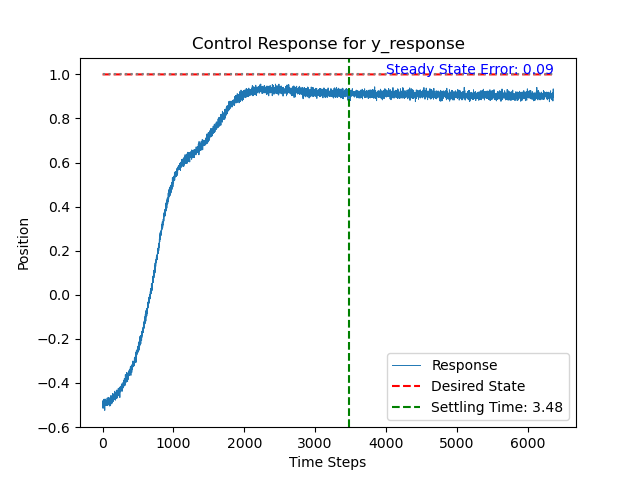 Control Response for y_response
Steady State Error: 0.09
1.0
0.8
0.6
0.4
0.2
0.0
−0.2
−0.4
−0.6
Position
0 1000 2000 3000 4000 5000 6000
Time Steps
Response
Desired State
Settling Time: 3.48